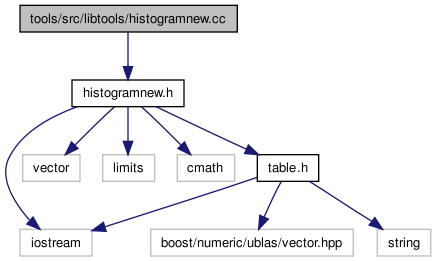 tools/src/libtools/histogramnew.cc
histogramnew.h
vector
limits
cmath
table.h
iostream
boost/numeric/ublas/vector.hpp
string